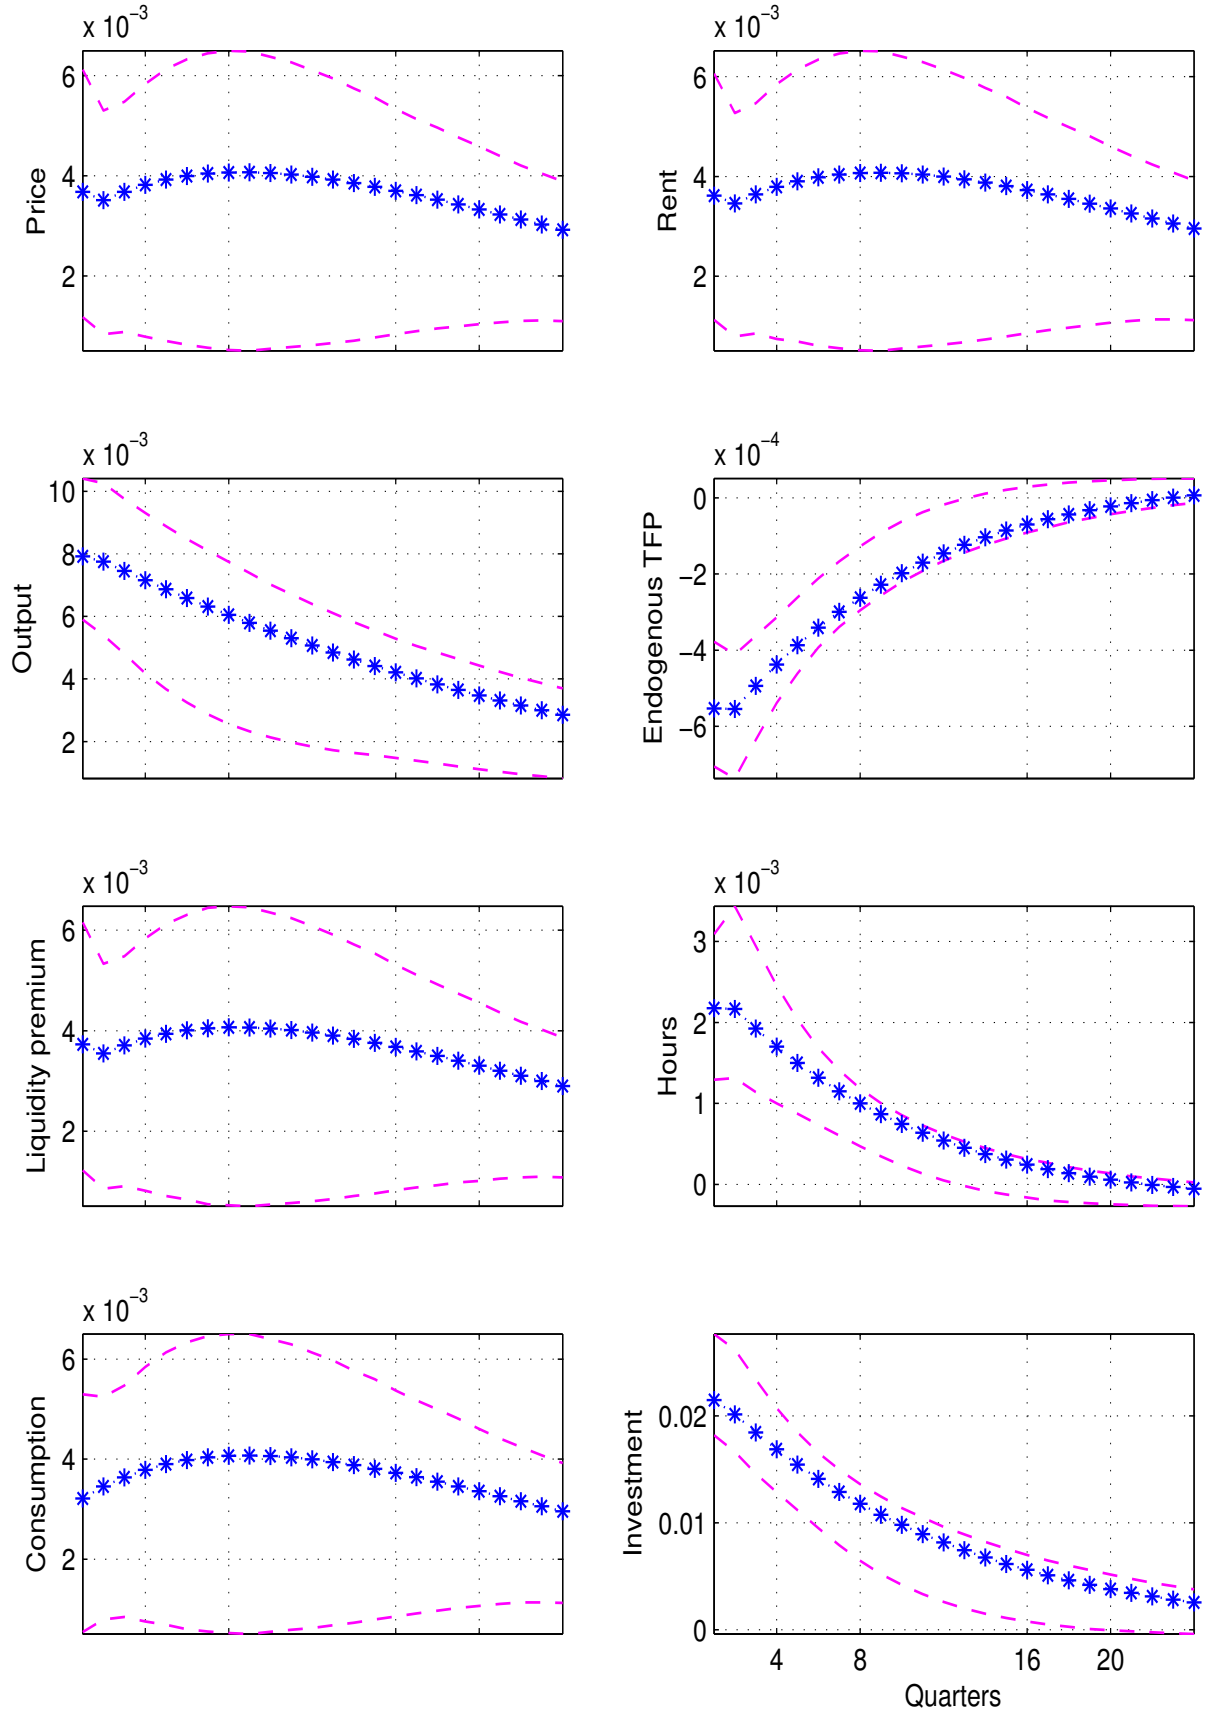 x 10⁻³
6
4
2
Price
x 10⁻³
6
4
2
Rent
x 10⁻³
10
8
6
4
2
Output
x 10⁻⁴
0
−2
−4
−6
Endogenous TFP
x 10⁻³
6
4
2
Liquidity premium
x 10⁻³
3
2
1
0
Hours
x 10⁻³
6
4
2
Consumption
0.02
0.01
0
Investment
4 8 16 20
Quarters